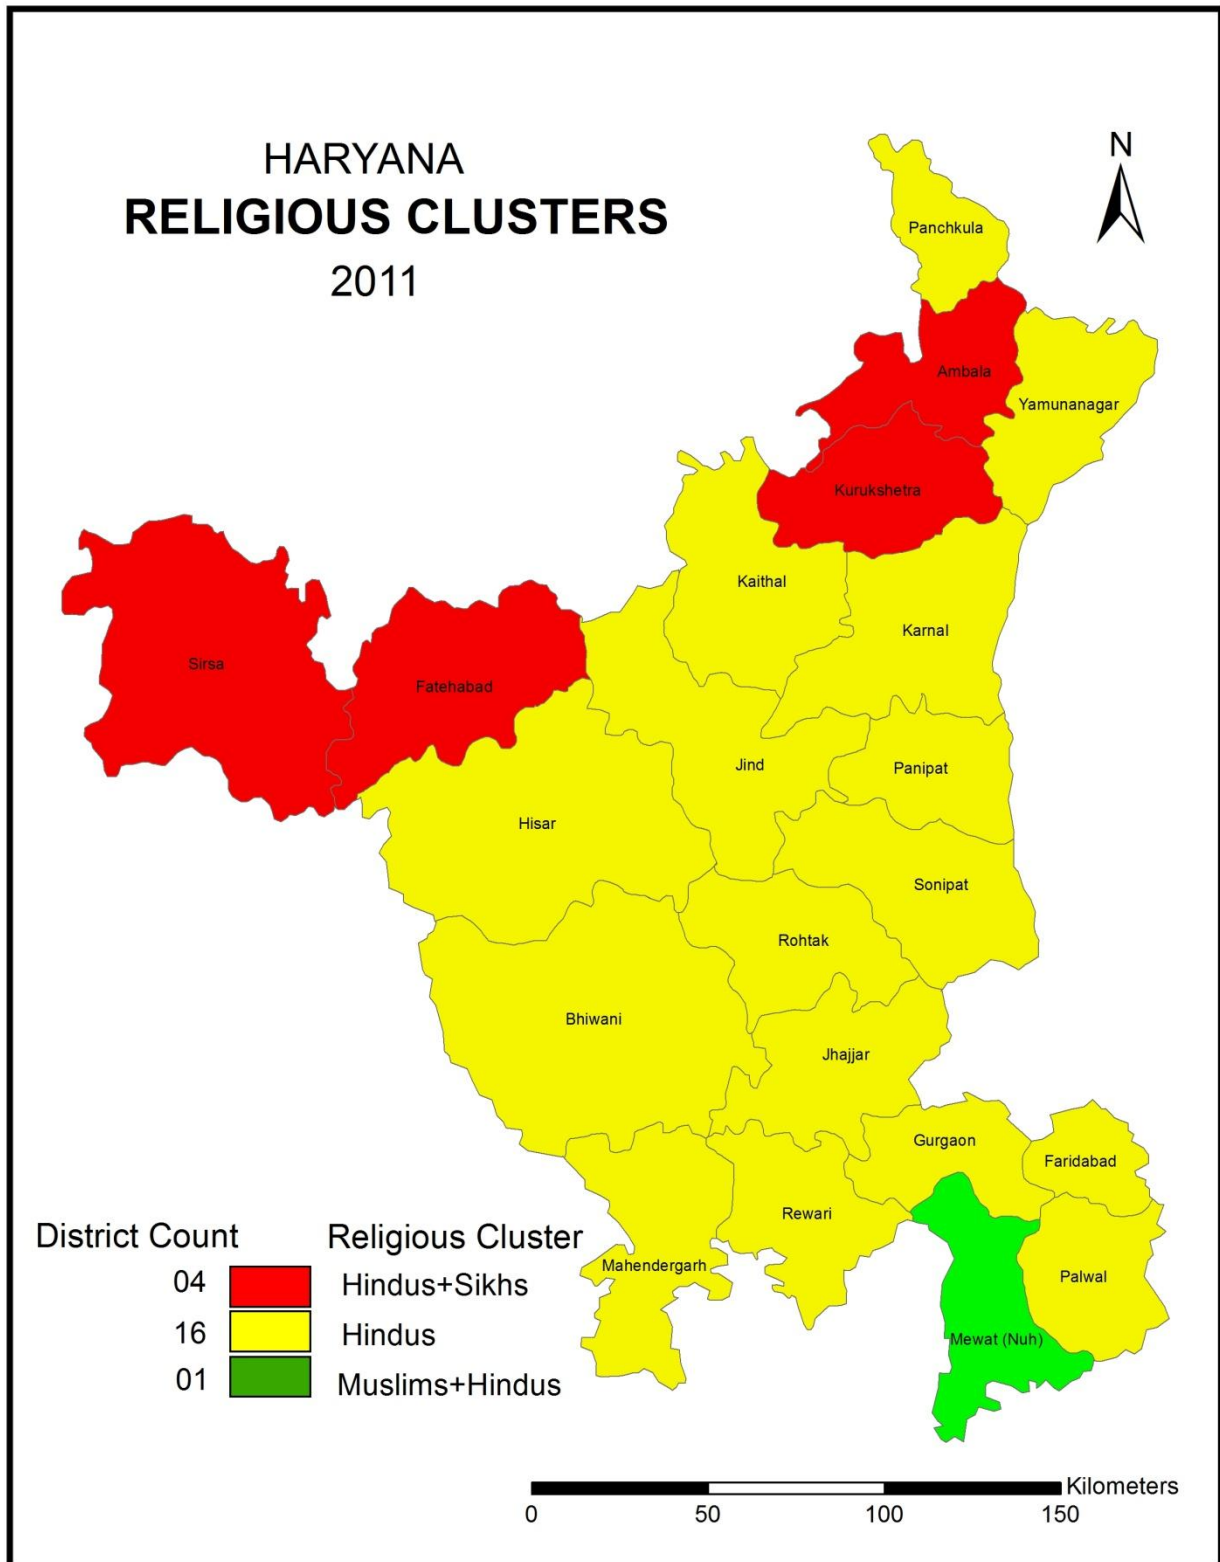 HARYANA
RELIGIOUS CLUSTERS
2011
N
Panchkula
Ambala
Yamunanagar
Kurukshetra
Kaithal
Karnal
Sirsa
Fatehabad
Jind
Panipat
Hisar
Sonipat
Rohtak
Bhiwani
Jhajjar
Gurgaon
Faridabad
Rewari
Mahendergarh
Palwal
Mewat (Nuh)
District Count Religious Cluster
04 Hindus+Sikhs
16 Hindus
01 Muslims+Hindus
Kilometers
0 50 100 150